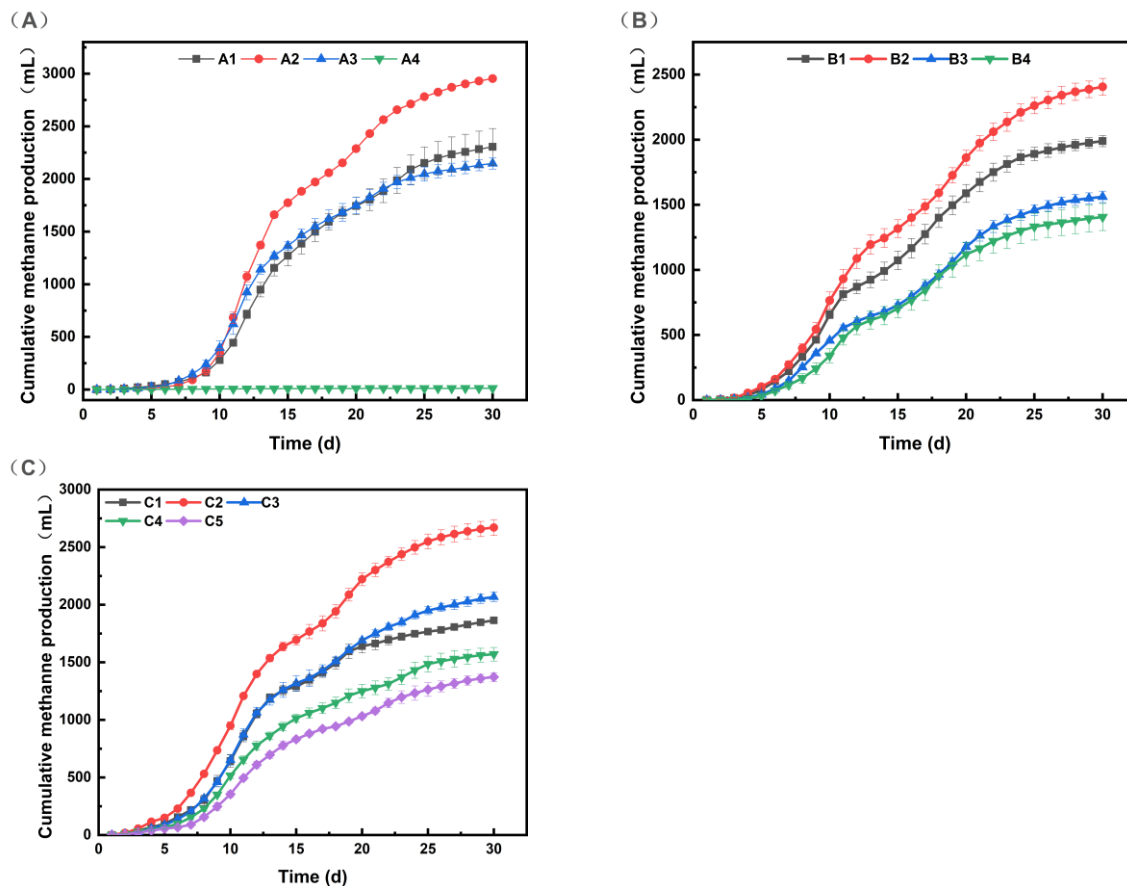 （A）
A1 A2 A3 A4
Cumulative methanne production（mL）
3000
2500
2000
1500
1000
500
0
0 5 10 15 20 25 30
Time (d)
（B）
B1 B2 B3 B4
Cumulative methanne production（mL）
2500
2000
1500
1000
500
0
0 5 10 15 20 25 30
Time (d)
（C）
C1 C2 C3
C4 C5
Cumulative methanne production（mL）
3000
2500
2000
1500
1000
500
0
0 5 10 15 20 25 30
Time (d)